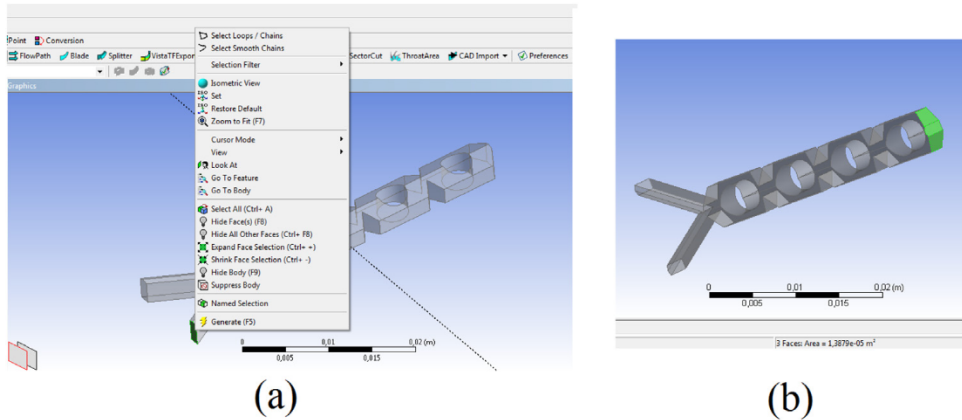 Point Conversion
FlowPath Blade Splitter VistaTFExpor
SectorCut ThroatArea CAD Import Preferences
Graphics
Select Loops / Chains
Select Smooth Chains
Selection Filter
Isometric View
Set
Restore Default
Zoom to Fit (F7)
Cursor Mode
View
Look At
Go To Feature
Go To Body
Select All (Ctrl+ A)
Hide Face(s) (F8)
Hide All Other Faces (Ctrl+ F8)
Expand Face Selection (Ctrl+ +)
Shrink Face Selection (Ctrl+ -)
Hide Body (F9)
Suppress Body
Named Selection
Generate (F5)
0 0,01 0,02 (m)
0,005 0,015
(a)
0 0,01 0,02 (m)
0,005 0,015
3 Faces: Area = 1,3879e-05 m²
(b)